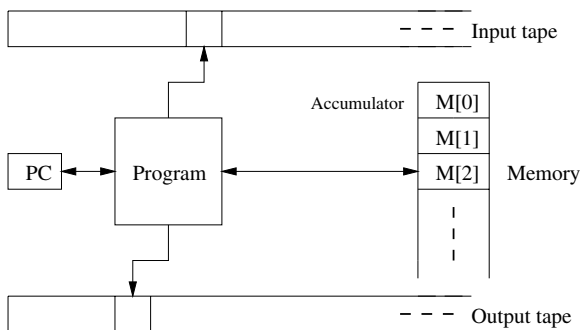 Input tape
Accumulator M[0]
M[1]
PC Program M[2] Memory
Output tape